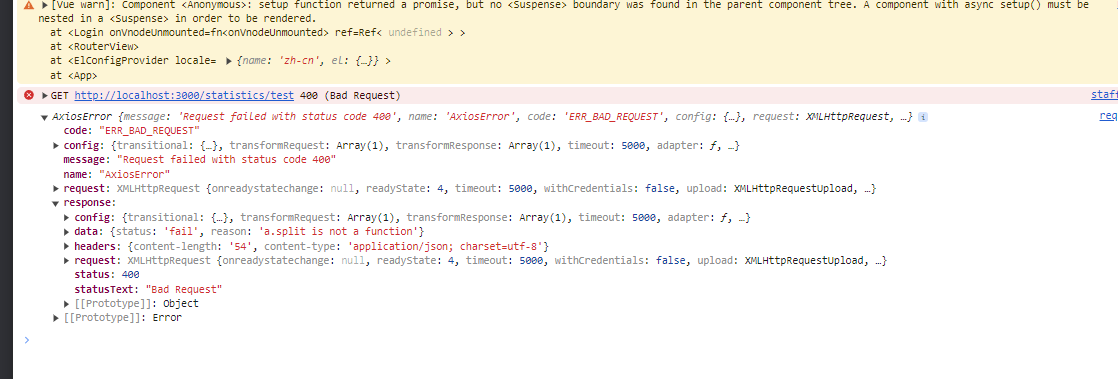 [Vue warn]: Component <Anonymous>: setup function returned a promise, but no <Suspense> boundary was found in the parent component tree. A component with async setup() must be
nested in a <Suspense> in order to be rendered.
at <Login onVnodeUnmounted=fn<onVnodeUnmounted> ref=Ref< undefined > >
at <RouterView>
at <ElConfigProvider locale= {name: 'zh-cn', el: {…}} >
at <App>
GET http://localhost:3000/statistics/test 400 (Bad Request) staff
AxiosError {message: 'Request failed with status code 400', name: 'AxiosError', code: 'ERR_BAD_REQUEST', config: {…}, request: XMLHttpRequest, …} i req
code: "ERR_BAD_REQUEST"
config: {transitional: {…}, transformRequest: Array(1), transformResponse: Array(1), timeout: 5000, adapter: ƒ, …}
message: "Request failed with status code 400"
name: "AxiosError"
request: XMLHttpRequest {onreadystatechange: null, readyState: 4, timeout: 5000, withCredentials: false, upload: XMLHttpRequestUpload, …}
response:
config: {transitional: {…}, transformRequest: Array(1), transformResponse: Array(1), timeout: 5000, adapter: ƒ, …}
data: {status: 'fail', reason: 'a.split is not a function'}
headers: {content-length: '54', content-type: 'application/json; charset=utf-8'}
request: XMLHttpRequest {onreadystatechange: null, readyState: 4, timeout: 5000, withCredentials: false, upload: XMLHttpRequestUpload, …}
status: 400
statusText: "Bad Request"
[[Prototype]]: Object
[[Prototype]]: Error